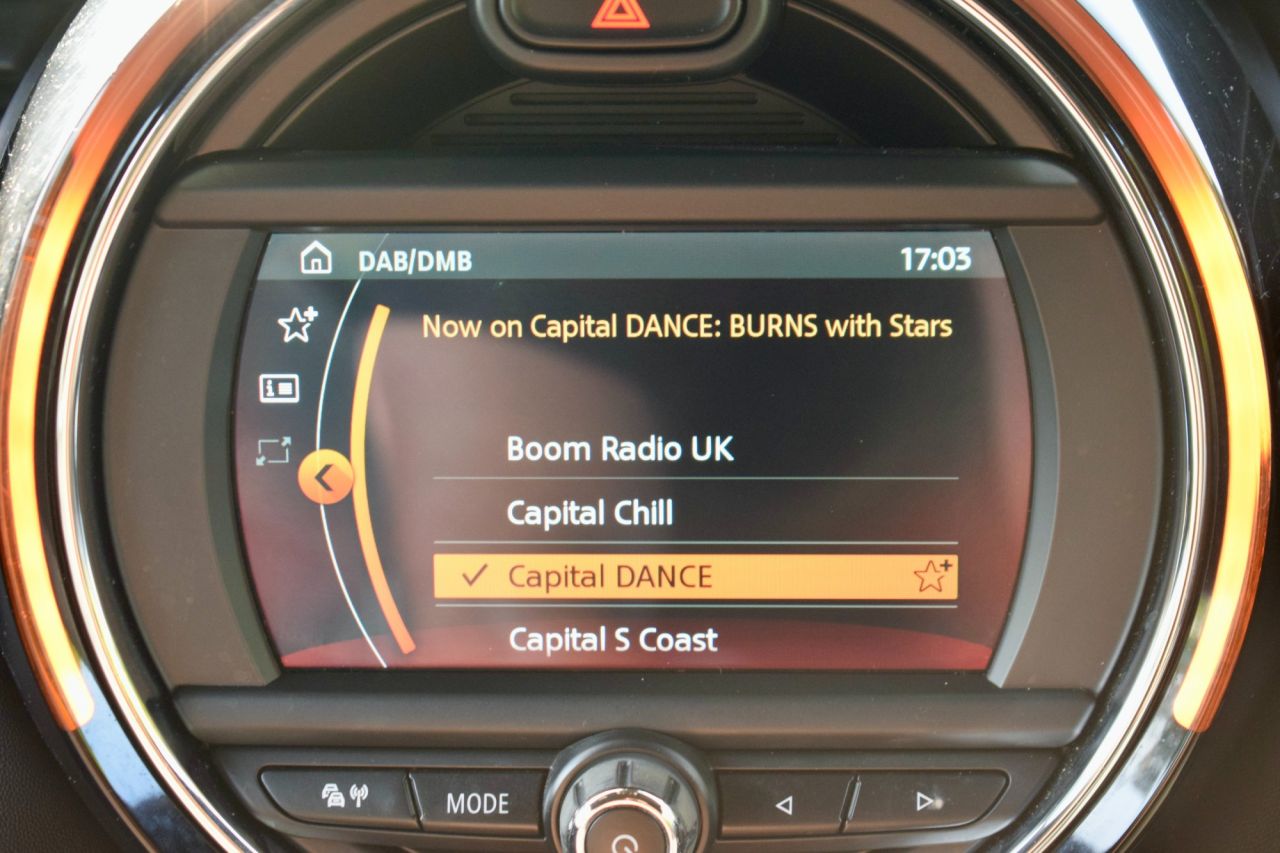 DAB/DMB 17:03
Now on Capital DANCE: BURNS with Stars
Boom Radio UK
Capital Chill
Capital DANCE
Capital S Coast
MODE